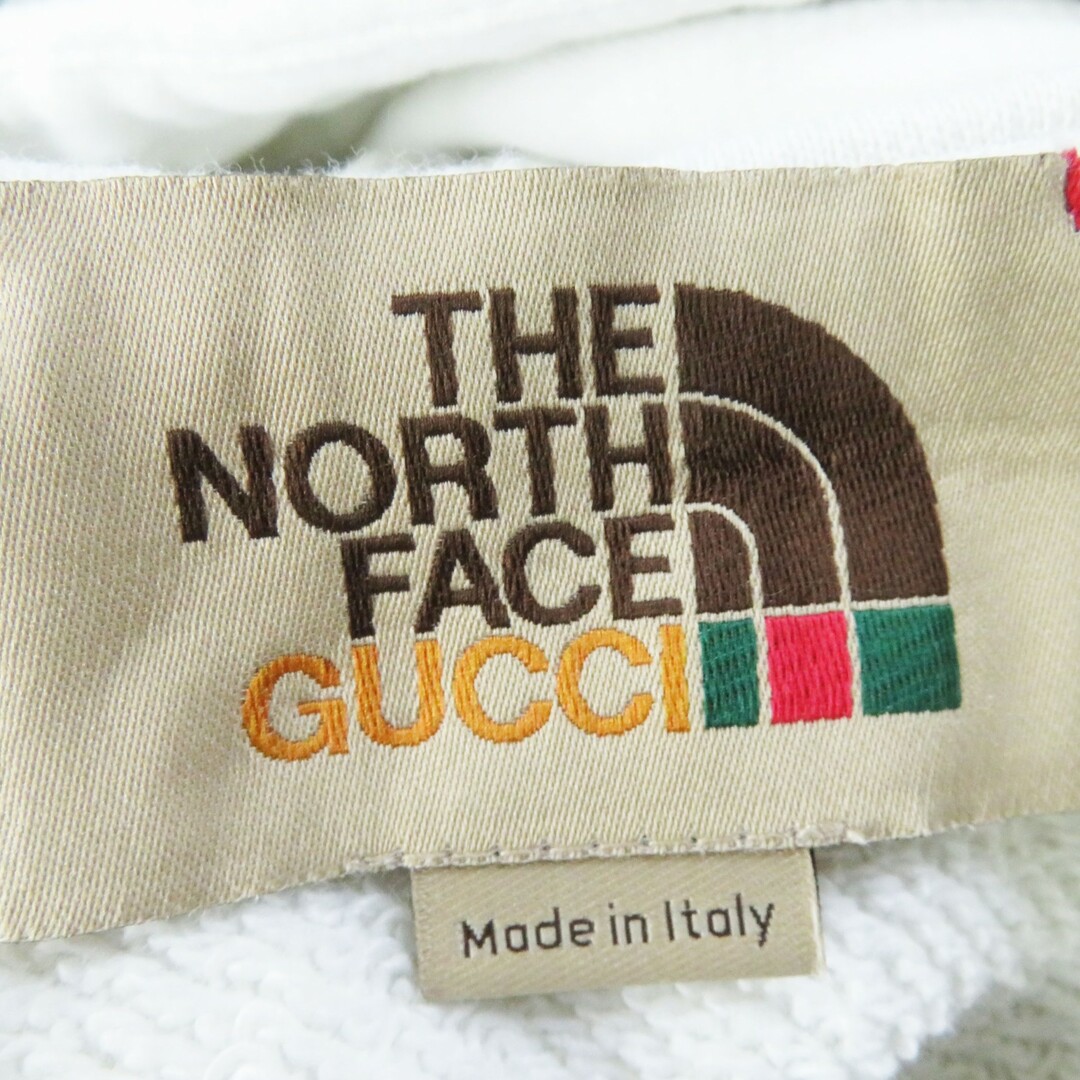 THE
NORTH
FACE
GUCCI
Made in Italy